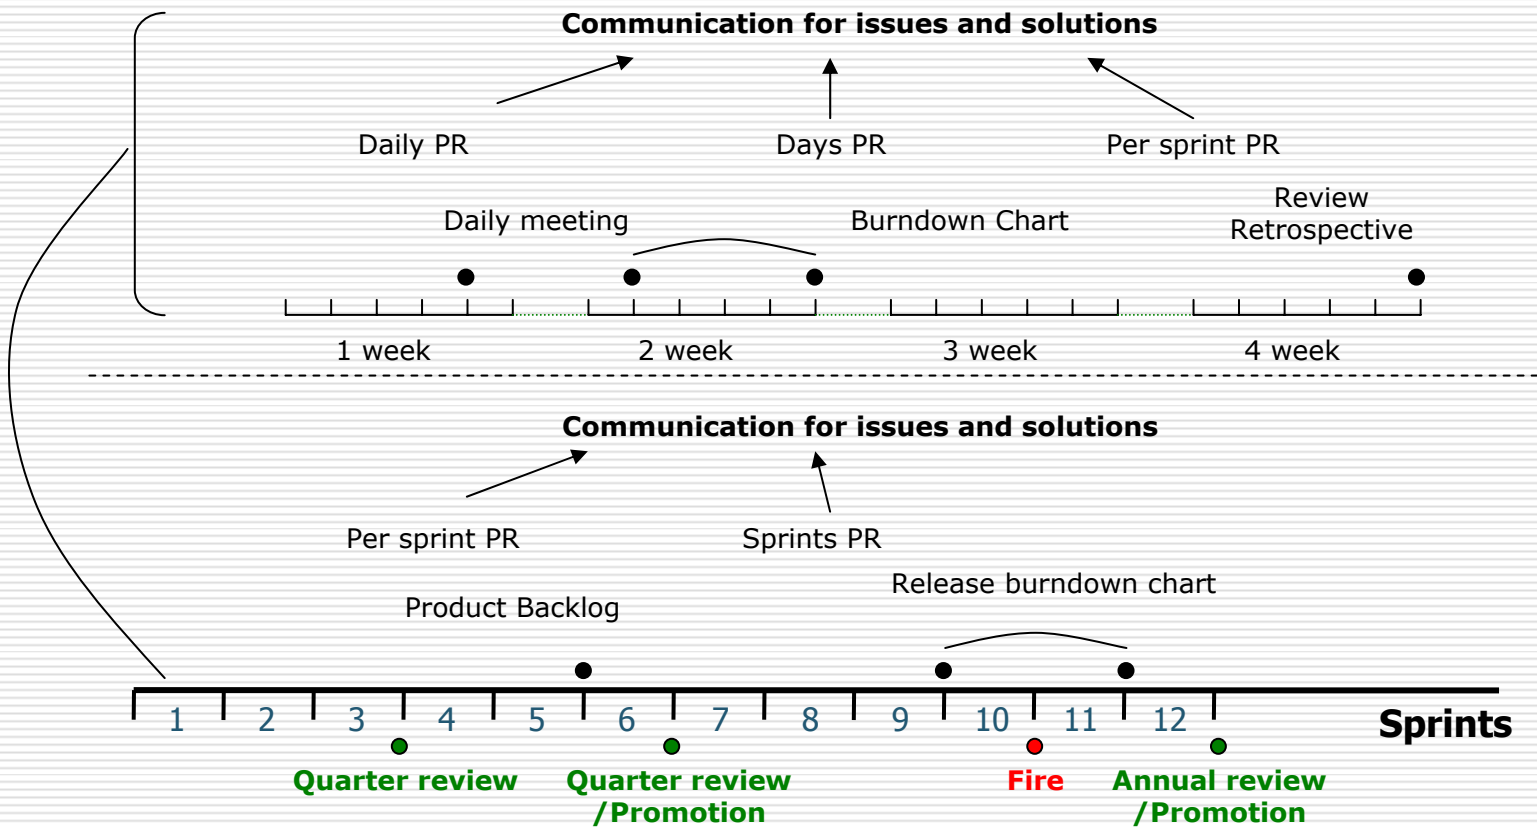 Communication for issues and solutions
Daily PR
Days PR
Per sprint PR
Daily meeting
Burndown Chart
Review
Retrospective
1 week
2 week
3 week
4 week
Communication for issues and solutions
Per sprint PR
Sprints PR
Product Backlog
Release burndown chart
1 2 3 4 5 6 7 8 9 10 11 12
Sprints
Quarter review
Quarter review
/Promotion
Fire
Annual review
/Promotion